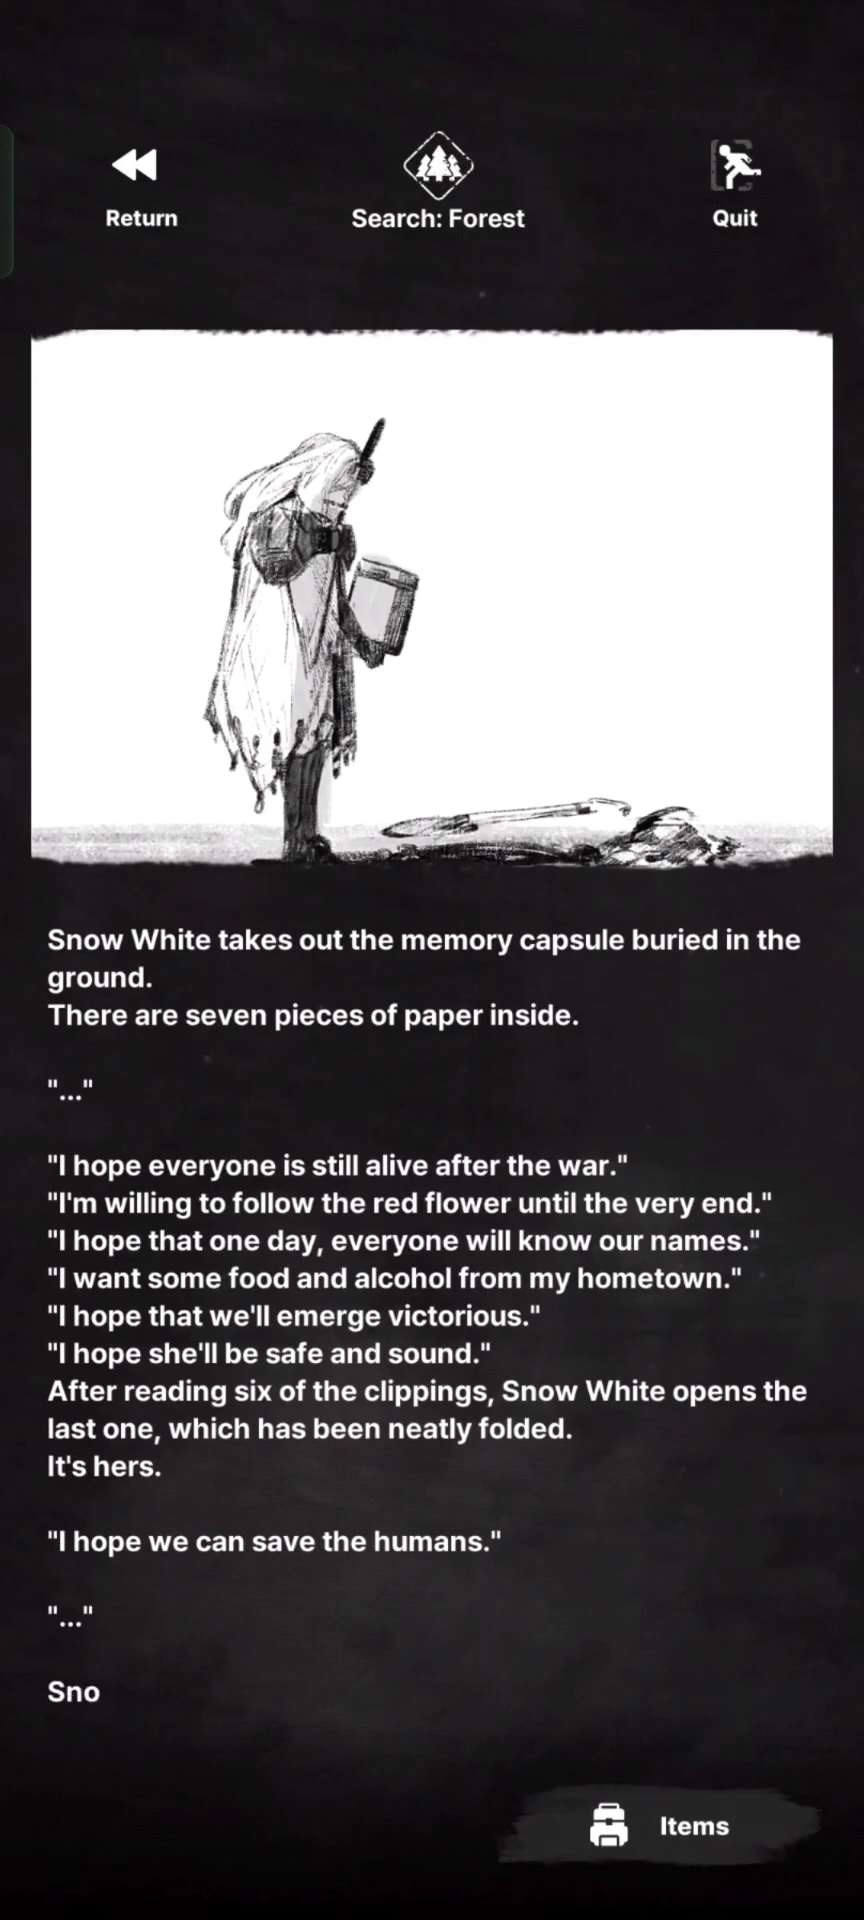 Return
Search: Forest
Quit
Snow White takes out the memory capsule buried in the
ground.
There are seven pieces of paper inside.
"..."
"I hope everyone is still alive after the war."
"I'm willing to follow the red flower until the very end."
"I hope that one day, everyone will know our names."
"I want some food and alcohol from my hometown."
"I hope that we'll emerge victorious."
"I hope she'll be safe and sound."
After reading six of the clippings, Snow White opens the
last one, which has been neatly folded.
It's hers.
"I hope we can save the humans."
"..."
Sno
Items